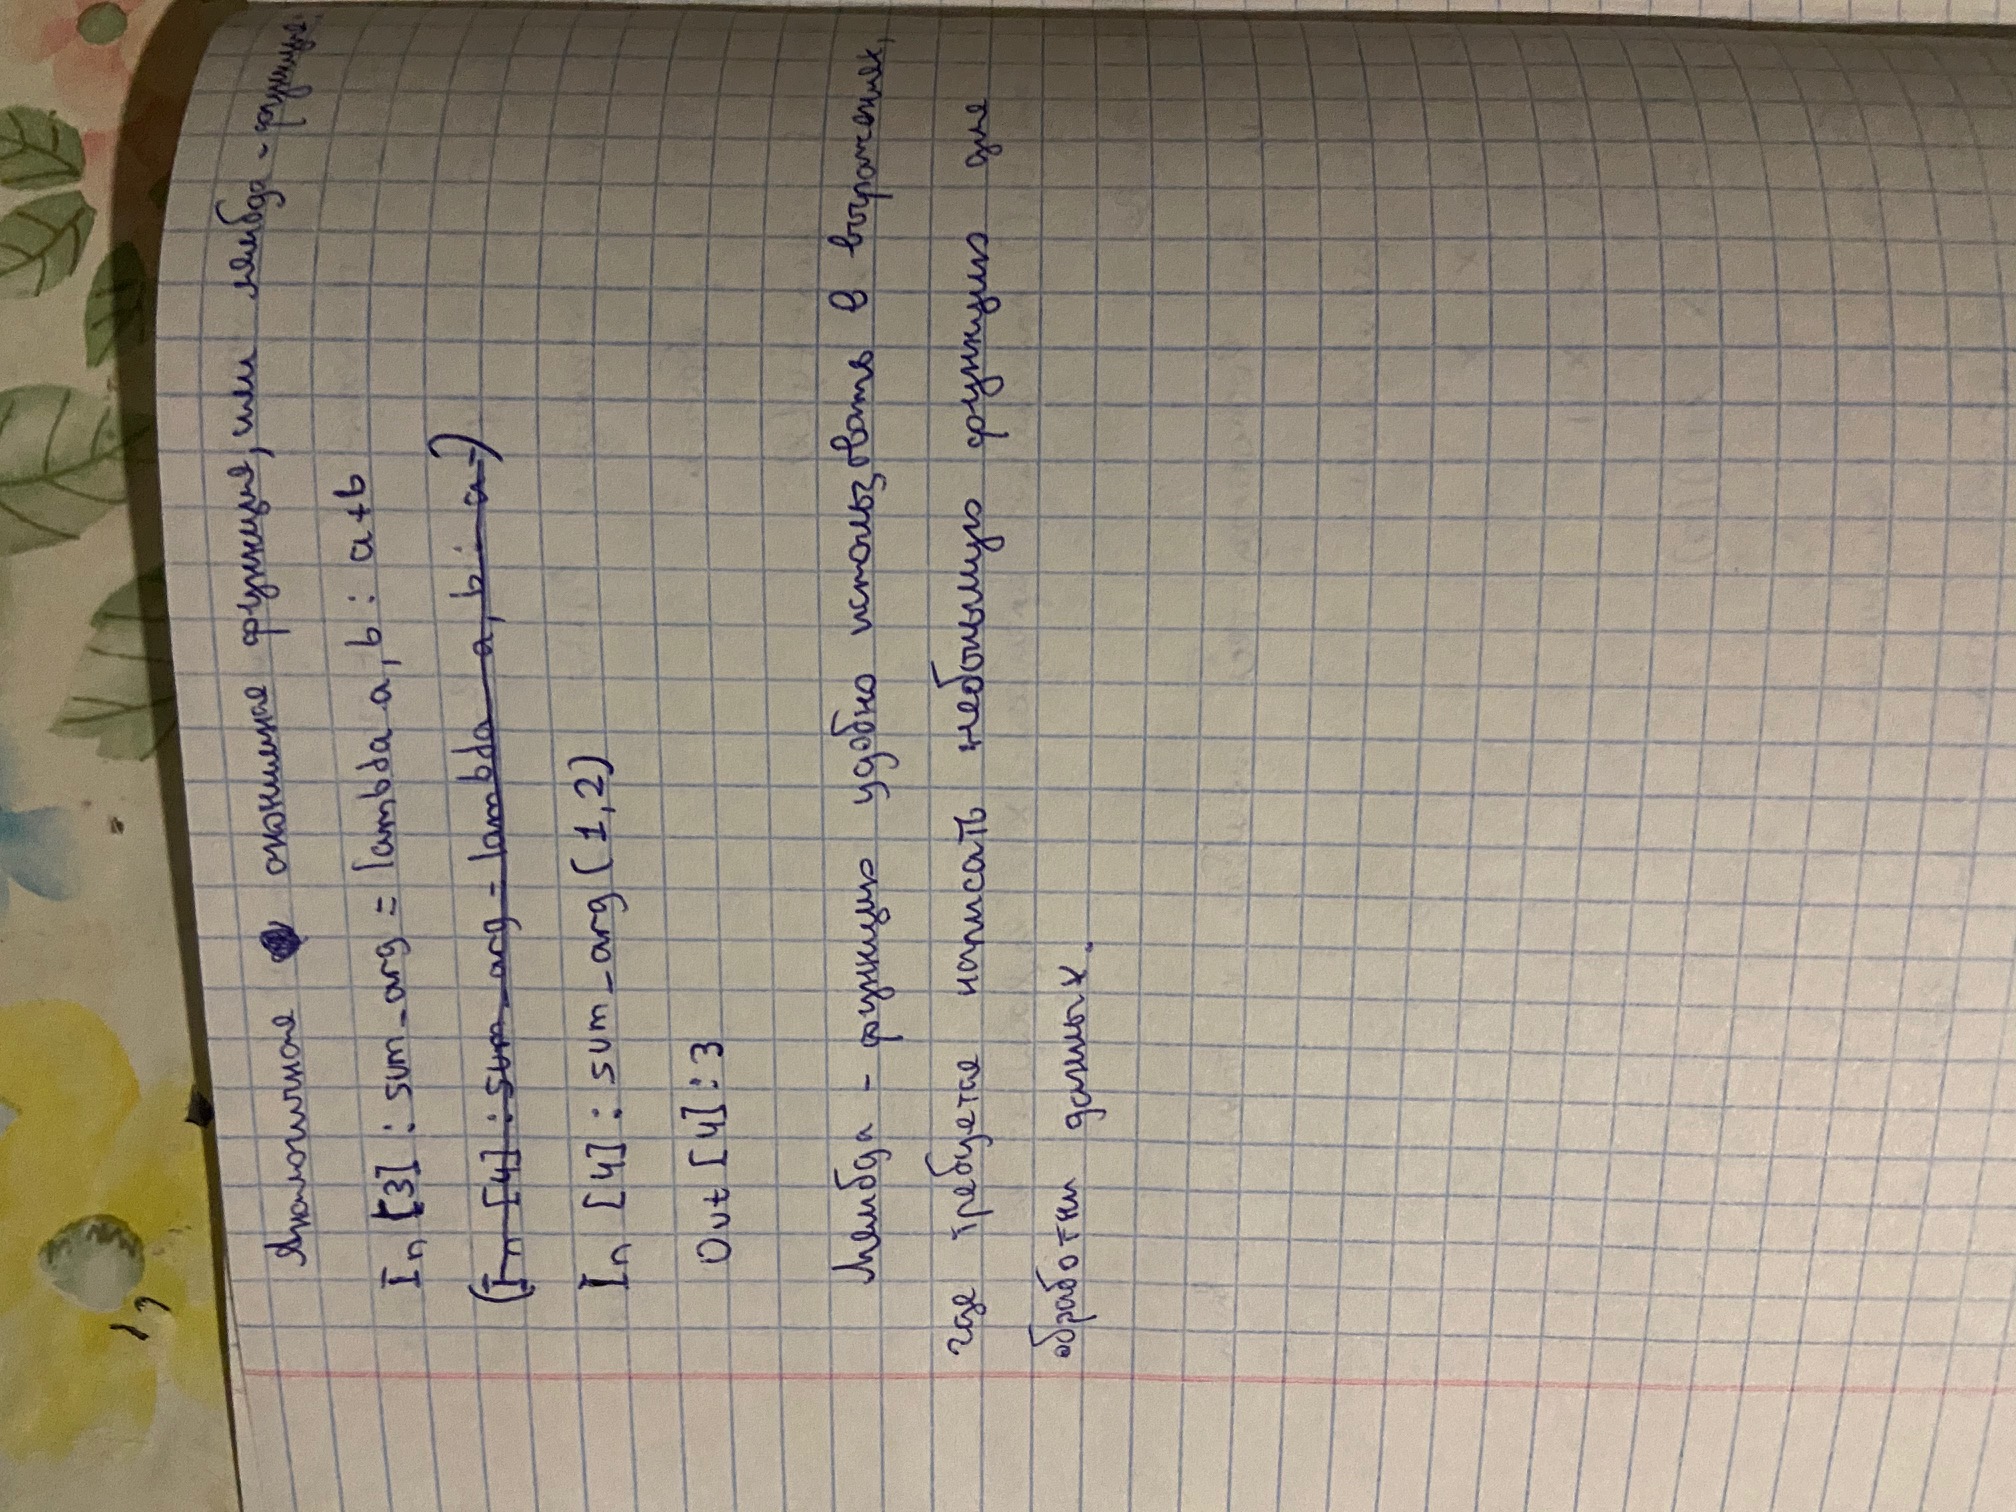 Аналогичная анонимная функция, или лямбда - функция:
In [3] : sum_arg = lambda a, b : a+b
(In [4] : sum_arg = lambda a, b : a-)
In [4] : sum_arg (1,2)
Out [4] : 3
Лямбда - функцию удобно использовать в выражениях,
где требуется написать небольшую функцию для
обработки данных.